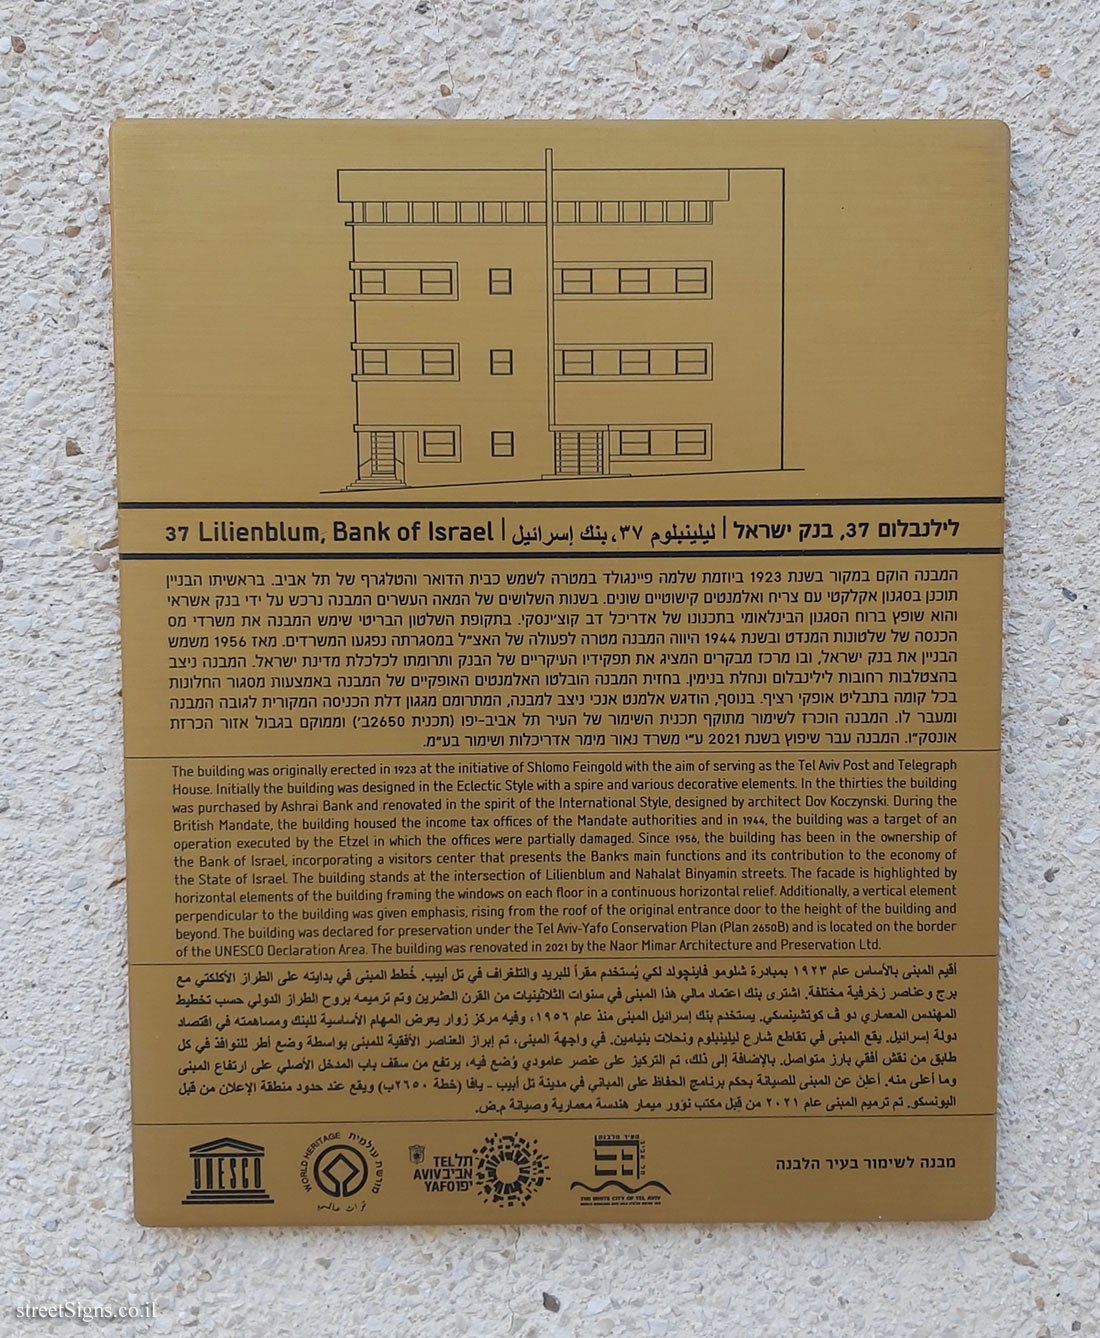 לילנבלום 37, בנק ישראל | ليلينبلوم ٣٧، بنك إسرائيل | 37 Lilienblum, Bank of Israel
המבנה הוקם במקור בשנת 1923 ביוזמת שלמה פיינגולד במטרה לשמש כבית הדואר והטלגרף של תל אביב. בראשיתו הבניין
תוכנן בסגנון אקלקטי עם צריח ואלמנטים קישוטיים שונים. בשנות השלושים של המאה העשרים המבנה נרכש על ידי בנק אשראי
והוא שופץ ברוח הסגנון הבינלאומי בתכנונו של אדריכל דב קוצ'ינסקי. בתקופת השלטון הבריטי שימש המבנה את משרדי מס
הכנסה של שלטונות המנדט ובשנת 1944 היווה המבנה מטרה לפעולה של האצ"ל במסגרתה נפגעו המשרדים. מאז 1956 משמש
הבניין את בנק ישראל, ובו מרכז מבקרים המציג את תפקידיו העיקריים של הבנק ותרומתו לכלכלת מדינת ישראל. המבנה ניצב
בהצטלבות רחובות לילינבלום ונחלת בנימין. בחזית המבנה הובלטו האלמנטים האופקיים של המבנה באמצעות מסגור החלונות
בכל קומה בתבליט אופקי רציף. בנוסף, הודגש אלמנט אנכי ניצב למבנה, המתרומם מגגון דלת הכניסה המקורית לגובה המבנה
ומעבר לו. המבנה הוכרז לשימור מתוקף תכנית השימור של העיר תל אביב-יפו (תכנית 2650ב') וממוקם בגבול אזור הכרזת
אונסק"ו. המבנה עבר שיפוץ בשנת 2021 ע"י משרד נאור מימר אדריכלות ושימור בע"מ.
The building was originally erected in 1923 at the initiative of Shlomo Feingold with the aim of serving as the Tel Aviv Post and Telegraph
House. Initially the building was designed in the Eclectic Style with a spire and various decorative elements. In the thirties the building
was purchased by Ashrai Bank and renovated in the spirit of the International Style, designed by architect Dov Koczynski. During the
British Mandate, the building housed the income tax offices of the Mandate authorities and in 1944, the building was a target of an
operation executed by the Etzel in which the offices were partially damaged. Since 1956, the building has been in the ownership of
the Bank of Israel, incorporating a visitors center that presents the Bank's main functions and its contribution to the economy of
the State of Israel. The building stands at the intersection of Lilienblum and Nahalat Binyamin streets. The facade is highlighted by
horizontal elements of the building framing the windows on each floor in a continuous horizontal relief. Additionally, a vertical element
perpendicular to the building was given emphasis, rising from the roof of the original entrance door to the height of the building and
beyond. The building was declared for preservation under the Tel Aviv-Yafo Conservation Plan (Plan 2650B) and is located on the border
of the UNESCO Declaration Area. The building was renovated in 2021 by the Naor Mimar Architecture and Preservation Ltd.
أقيم المبنى بالأساس عام ١٩٢٣ بمبادرة شلومو فاينچولد لكي يُستخدم مقراً للبريد والتلغراف في تل أبيب. خُطط المبنى في بدايته على الطراز الأكلكتي مع
برج وعناصر زخرفية مختلفة. اشترى بنك اعتماد مالي هذا المبنى في سنوات الثلاثينيات من القرن العشرين وتم ترميمه بروح الطراز الدولي حسب تخطيط
المهندس المعماري دوڤ كوتشينسكي. يستخدم بنك إسرائيل المبنى منذ عام ١٩٥٦، وفيه مركز زوار يعرض المهام الأساسية للبنك ومساهمته في اقتصاد
دولة إسرائيل. يقع المبنى في تقاطع شارع ليلينبلوم ونحلات بنيامين. في واجهة المبنى، تم إبراز العناصر الأفقية للمبنى بواسطة وضع أطر للنوافذ في كل
طابق من نقش أفقي بارز متواصل. بالإضافة إلى ذلك، تم التركيز على عنصر عامودي وُضع فيه، يرتفع من سقف باب المدخل الأصلي على ارتفاع المبنى
وما أعلى منه. أعلن عن المبنى للصيانة بحكم برنامج الحفاظ على المباني في مدينة تل أبيب - يافا (خطة ٢٦٥٠ب) ويقع عند حدود منطقة الإعلان من قبل
اليونسكو. تم ترميم المبنى عام ٢٠٢١ من قبل مكتب نؤور ميمار هندسة معمارية وصيانة م.ض.
מבנה לשימור בעיר הלבנה
THE WHITE CITY OF TEL AVIV
תל
TEL
אביב
AVIV
יפו
YAFO
WORLD HERITAGE
מורשת עולמית
UNESCO
streetSigns.co.il